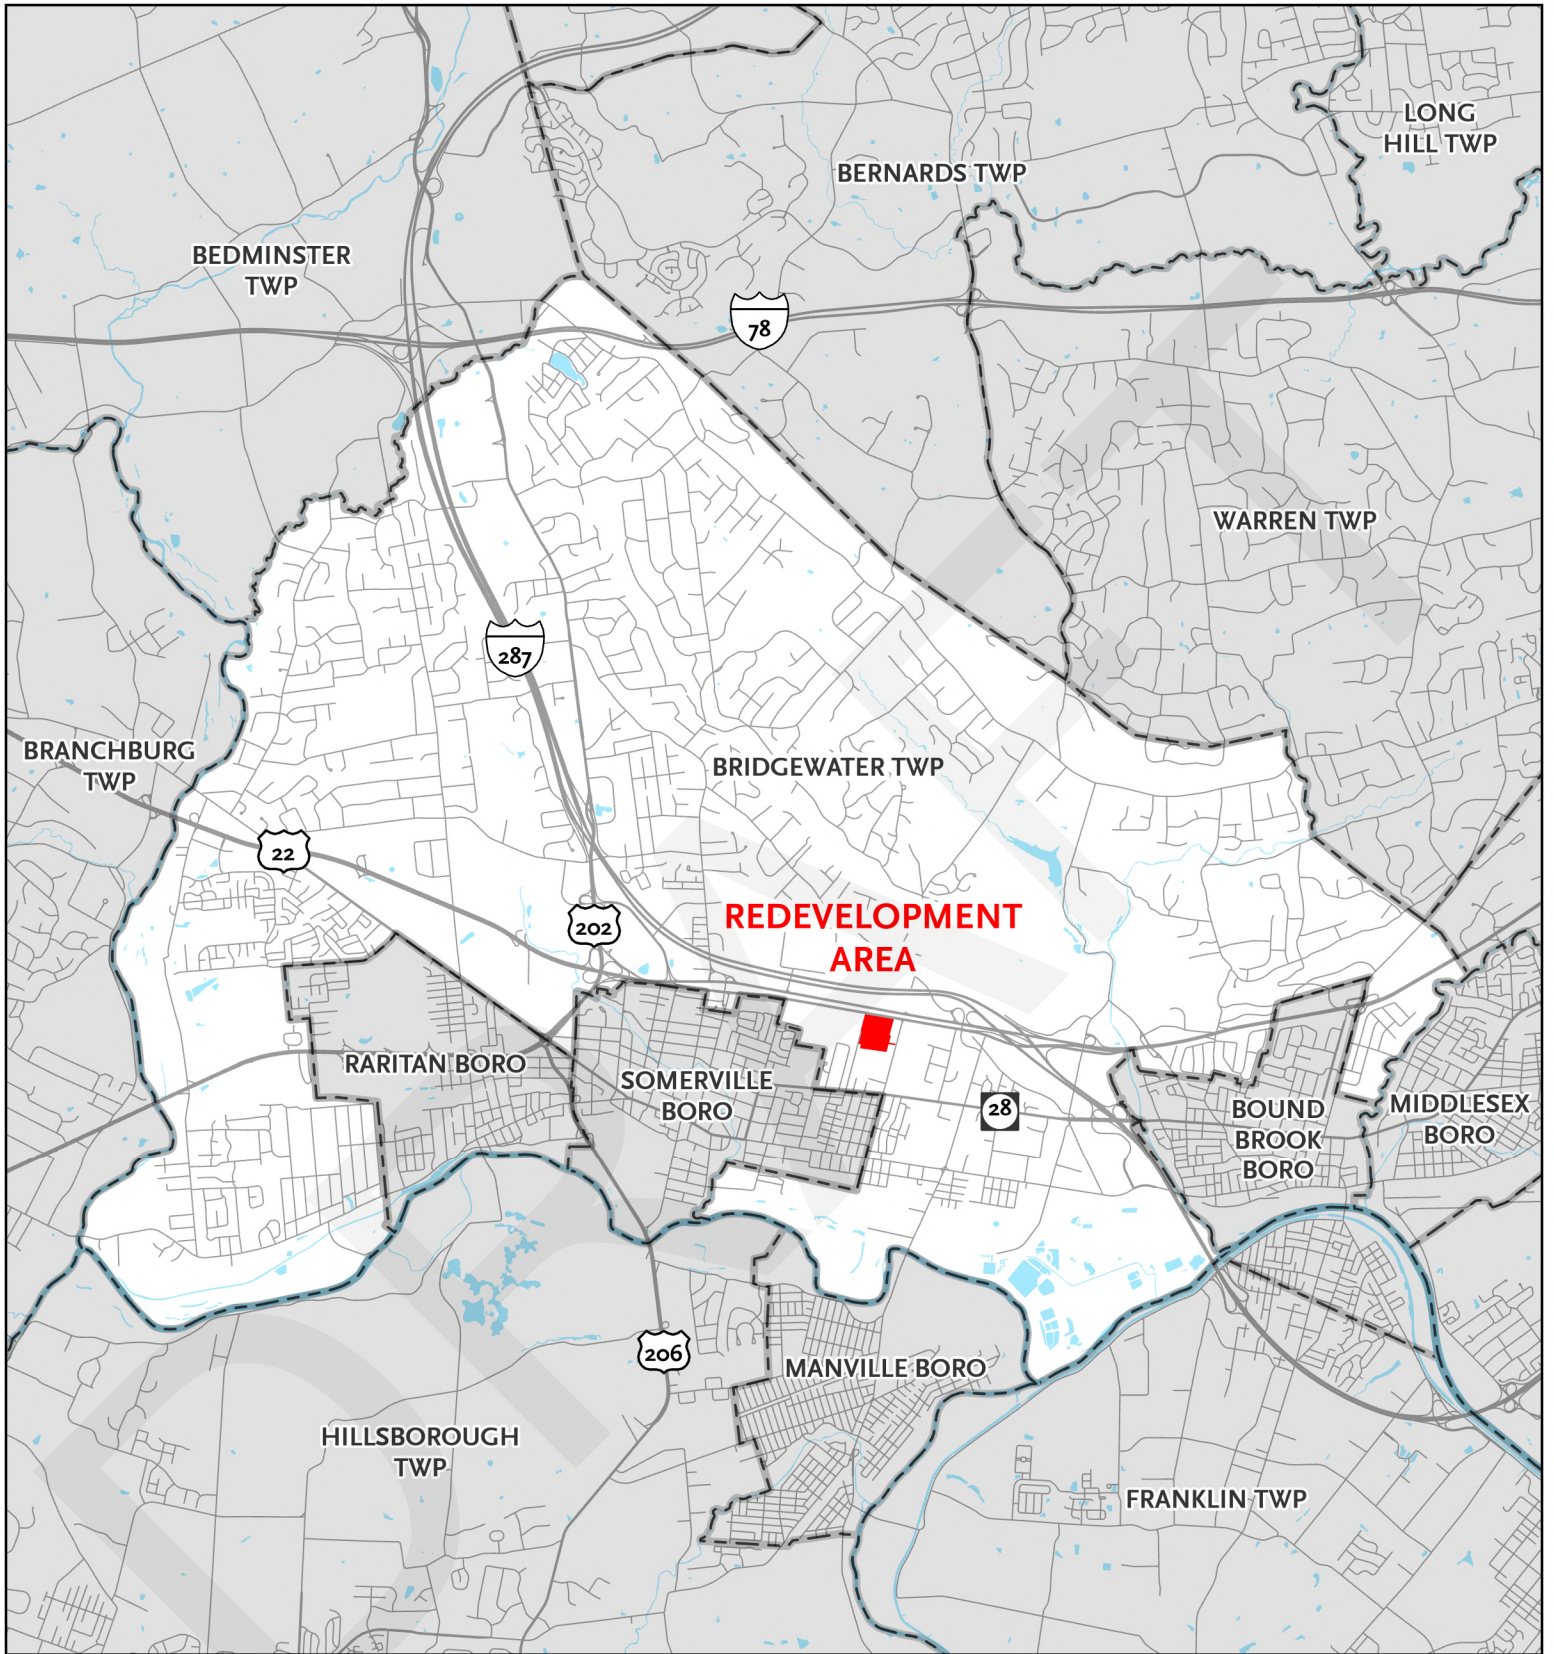 LONG
HILL TWP
BERNARDS TWP
BEDMINSTER
TWP
78
WARREN TWP
287
BRANCHBURG
TWP
BRIDGEWATER TWP
22
202
REDEVELOPMENT
AREA
RARITAN BORO
SOMERVILLE
BORO
28
BOUND
BROOK
BORO
MIDDLESEX
BORO
206
MANVILLE BORO
HILLSBOROUGH
TWP
FRANKLIN TWP
DRAFT